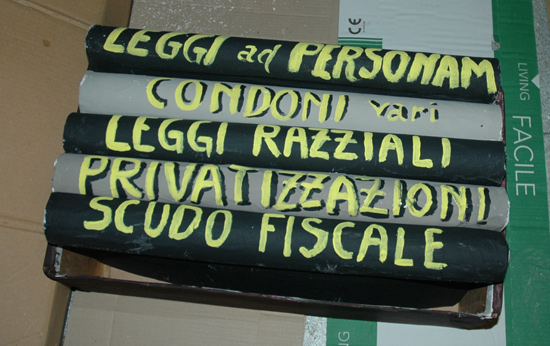 LEGGI ad PERSONAM
CONDONI vari
LEGGI RAZZIALI
PRIVATIZZAZIONI
SCUDO FISCALE
CE
LIVING FACILE